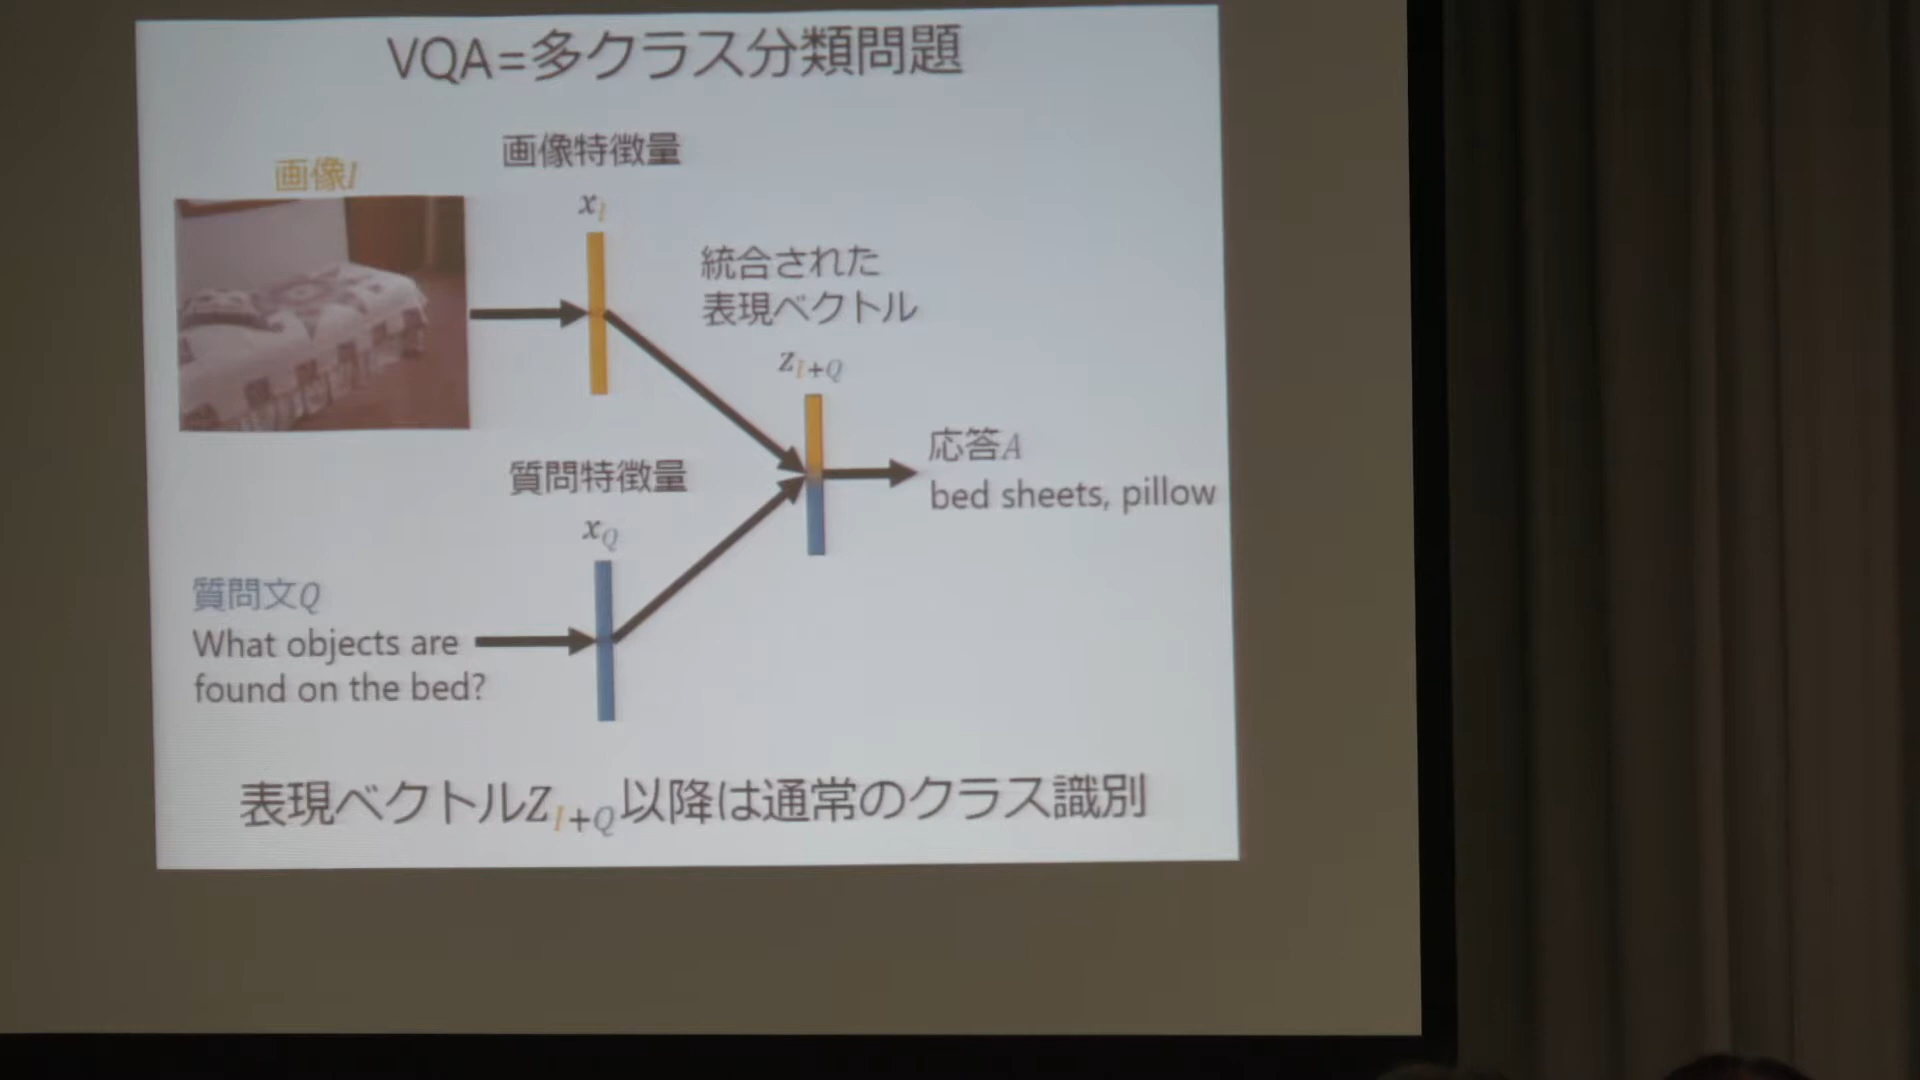 VQA=多クラス分類問題
画像I
画像特徴量
x_I
統合された
表現ベクトル
z_{I+Q}
応答A
bed sheets, pillow
質問特徴量
x_Q
質問文Q
What objects are
found on the bed?
表現ベクトルZ_{I+Q}以降は通常のクラス識別